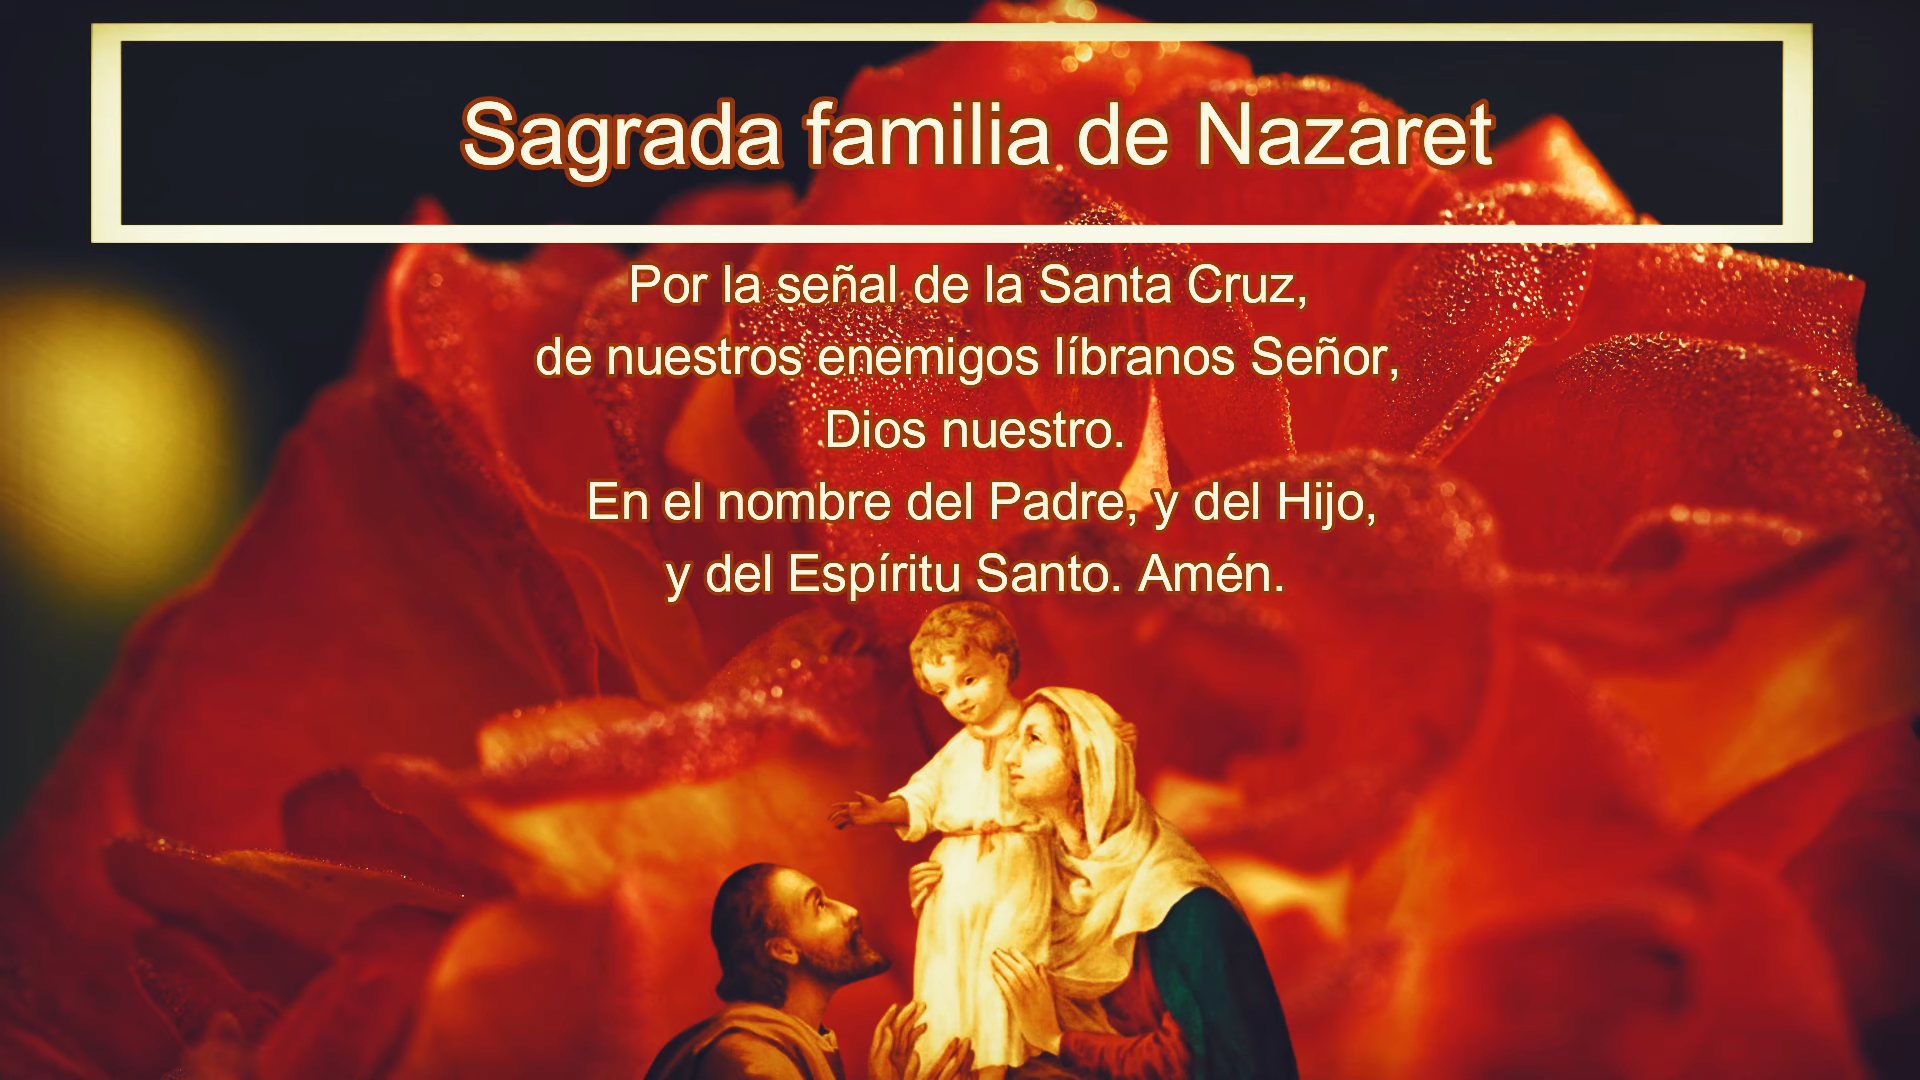 Sagrada familia de Nazaret
Por la señal de la Santa Cruz,
de nuestros enemigos líbranos Señor,
Dios nuestro.
En el nombre del Padre, y del Hijo,
y del Espíritu Santo. Amén.